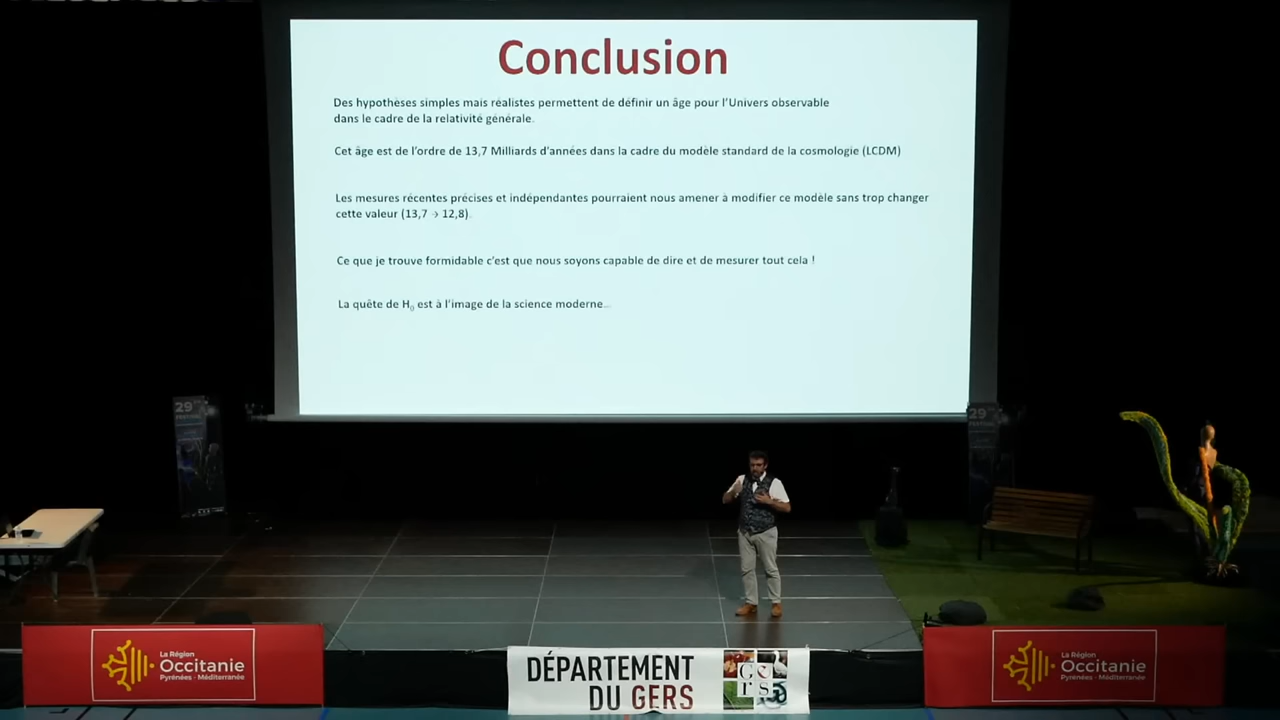 Conclusion
Des hypothèses simples mais réalistes permettent de définir un âge pour l'Univers observable
dans le cadre de la relativité générale.
Cet âge est de l'ordre de 13,7 Milliards d'années dans la cadre du modèle standard de la cosmologie (LCDM)
Les mesures récentes précises et indépendantes pourraient nous amener à modifier ce modèle sans trop changer
cette valeur (13,7 → 12,8).
Ce que je trouve formidable c'est que nous soyons capable de dire et de mesurer tout cela !
La quête de H₀ est à l'image de la science moderne...
29
FESTIVAL
29
La Région
Occitanie
Pyrénées - Méditerranée
DÉPARTEMENT
DU GERS
Ge
rs
La Région
Occitanie
Pyrénées - Méditerranée